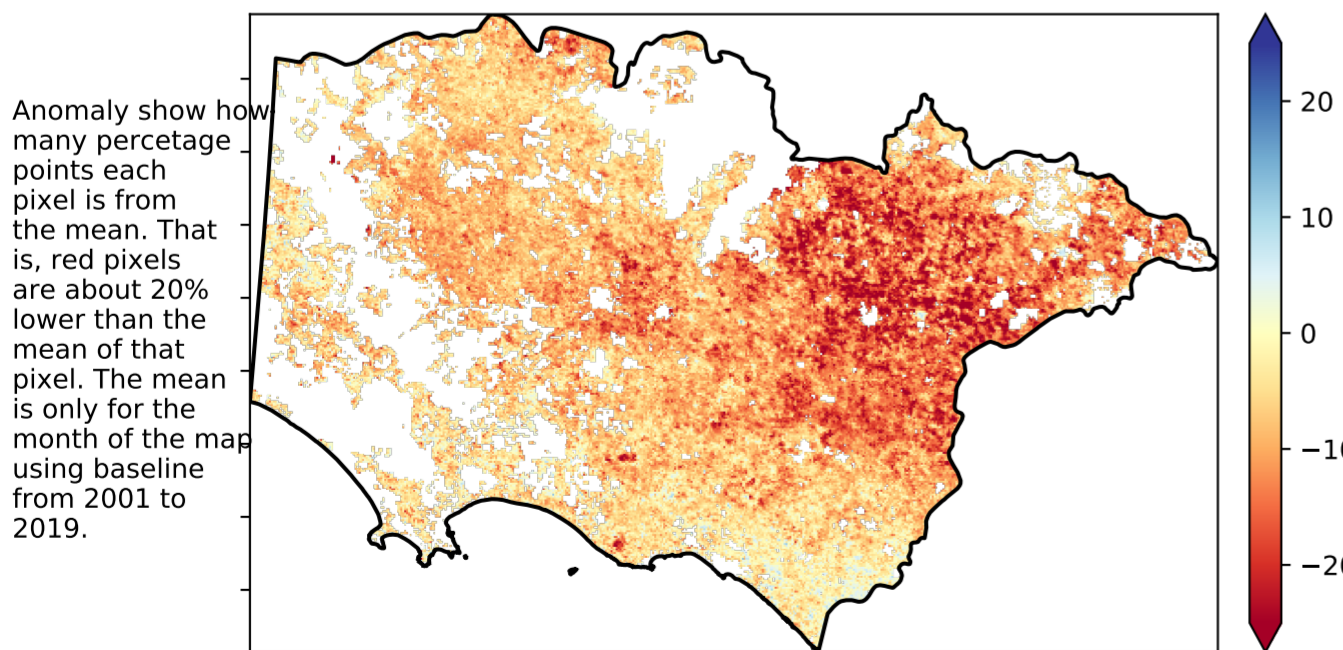 Anomaly show how
many percetage
points each
pixel is from
the mean. That
is, red pixels
are about 20%
lower than the
mean of that
pixel. The mean
is only for the
month of the map
using baseline
from 2001 to
2019.
20
10
0
−10
−20